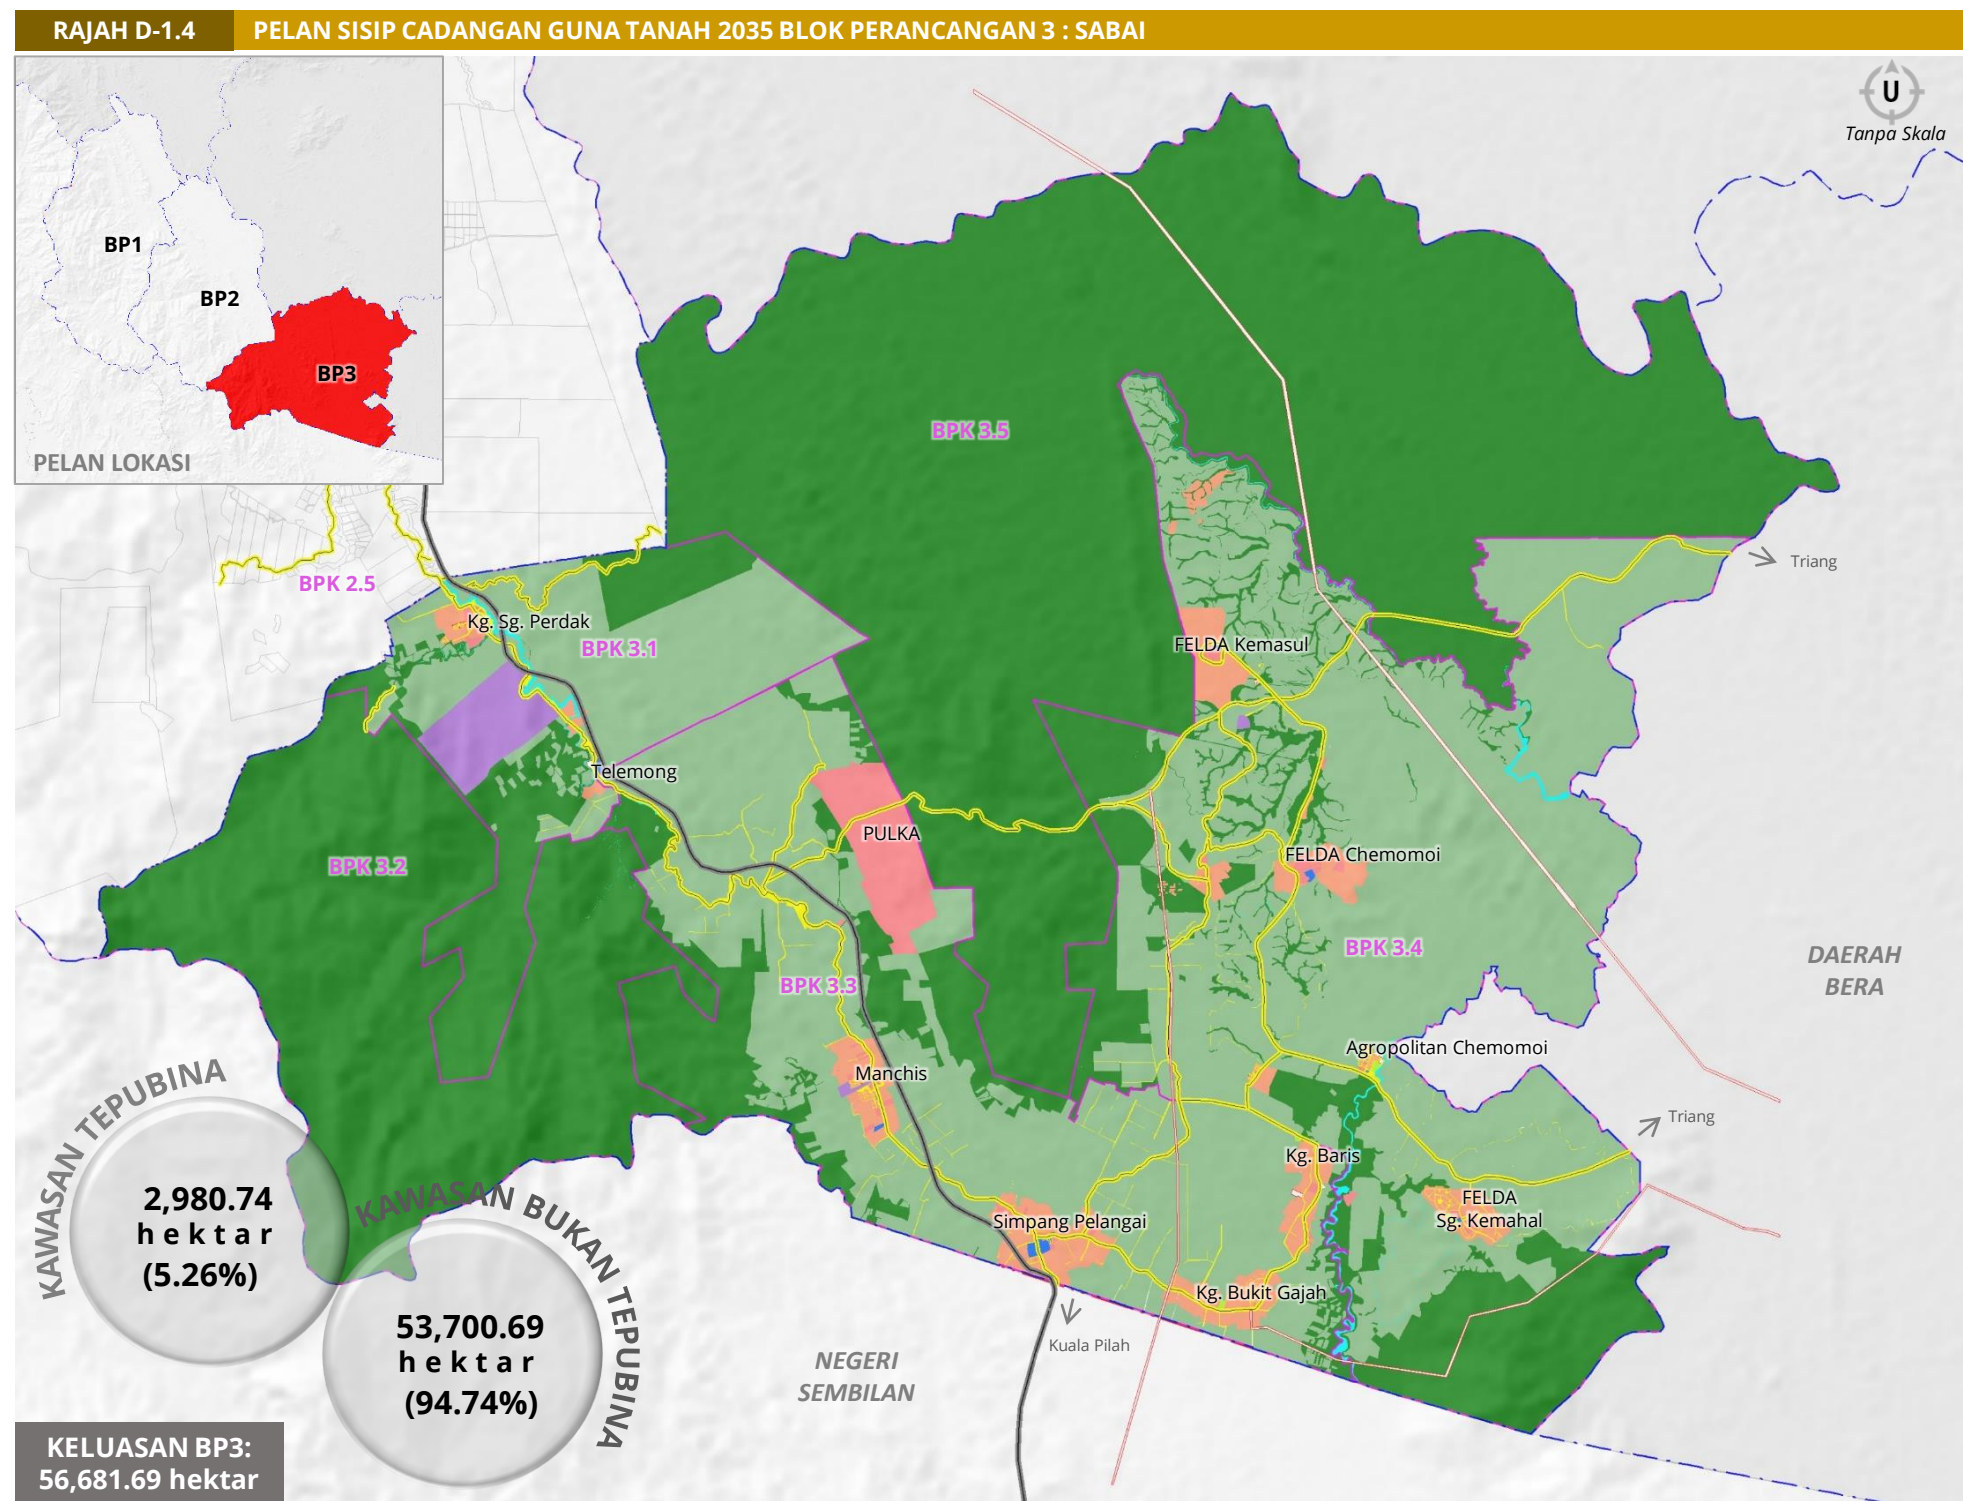 RAJAH D-1.4
PELAN SISIP CADANGAN GUNA TANAH 2035 BLOK PERANCANGAN 3 : SABAI
U
Tanpa Skala
BP1
BP2
BP3
PELAN LOKASI
BPK 3.5
BPK 2.5
Kg. Sg. Perdak
BPK 3.1
Triang
FELDA Kemasul
Telemong
PULKA
BPK 3.2
FELDA Chemomoi
BPK 3.4
DAERAH
BERA
BPK 3.3
Agropolitan Chemomoi
Manchis
Triang
Kg. Baris
FELDA
Sg. Kemahal
Simpang Pelangai
Kg. Bukit Gajah
Kuala Pilah
NEGERI
SEMBILAN
KAWASAN TEPUBINA
2,980.74
hektar
(5.26%)
KAWASAN BUKAN TEPUBINA
53,700.69
hektar
(94.74%)
KELUASAN BP3:
56,681.69 hektar